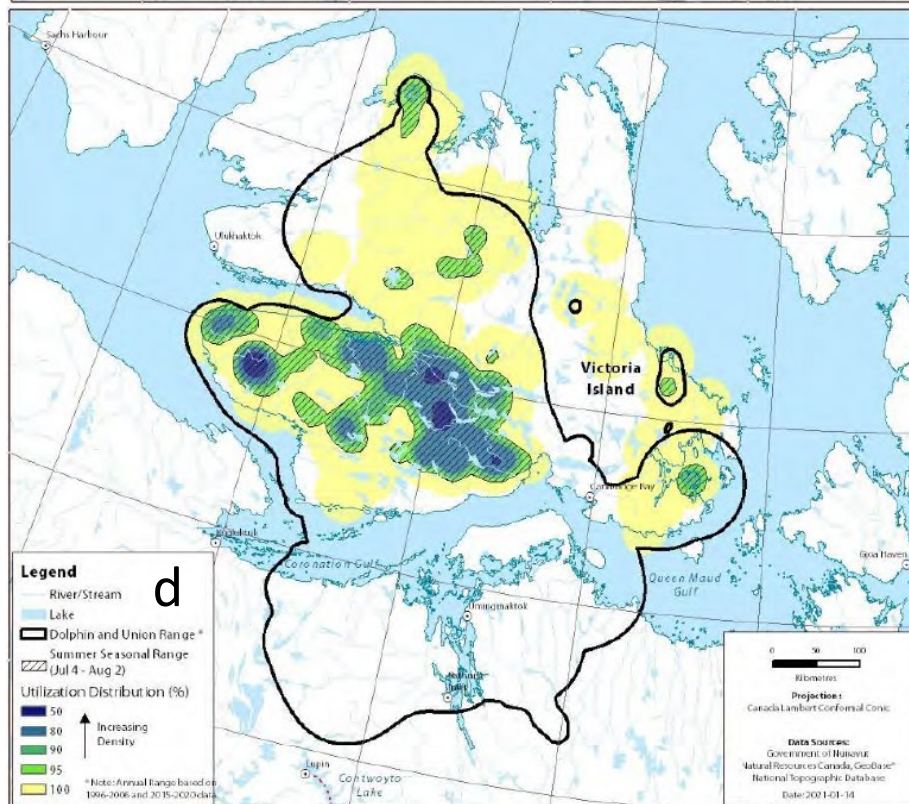 Sachs Harbour
Ulukhaktok
Victoria
Island
Cambridge Bay
Kugluktuk
Coronation Gulf
Queen Maud
Gulf
Gjoa Haven
Umingmaktok
Bathurst
Inlet
Lupin
Contwoyto
Lake
d
Legend
River/Stream
Lake
Dolphin and Union Range *
Summer Seasonal Range
(Jul 4 - Aug 2)
Utilization Distribution (%)
50
80
90
95
100
Increasing
Density
* Note: Annual Range based on
1996-2006 and 2015-2020 data
0 50 100
Kilometres
Projection:
Canada Lambert Conformal Conic
Data Sources:
Government of Nunavut
Natural Resources Canada, GeoBase®
National Topographic Database
Date: 2021-01-14